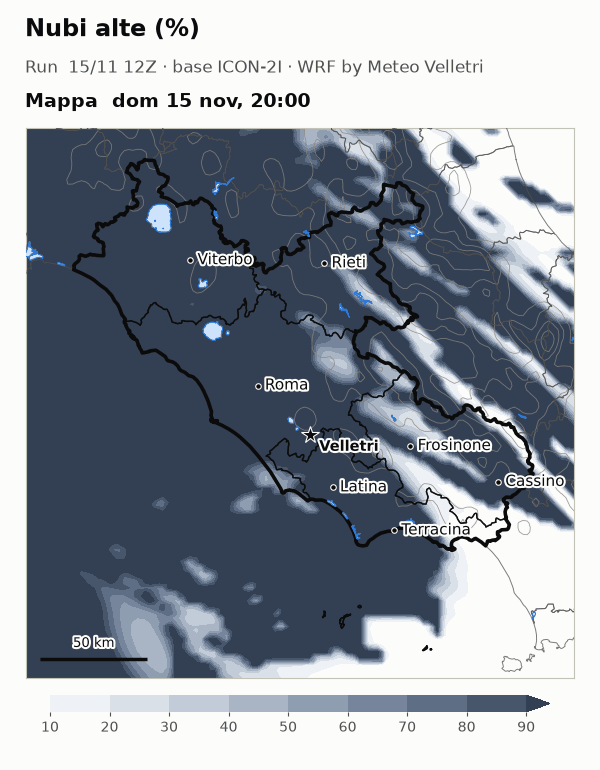 Nubi alte (%)
Run 15/11 12Z · base ICON-2I · WRF by Meteo Velletri
Mappa dom 15 nov, 20:00
Viterbo
Rieti
Roma
Velletri
Frosinone
Latina
Cassino
Terracina
50 km
10 20 30 40 50 60 70 80 90